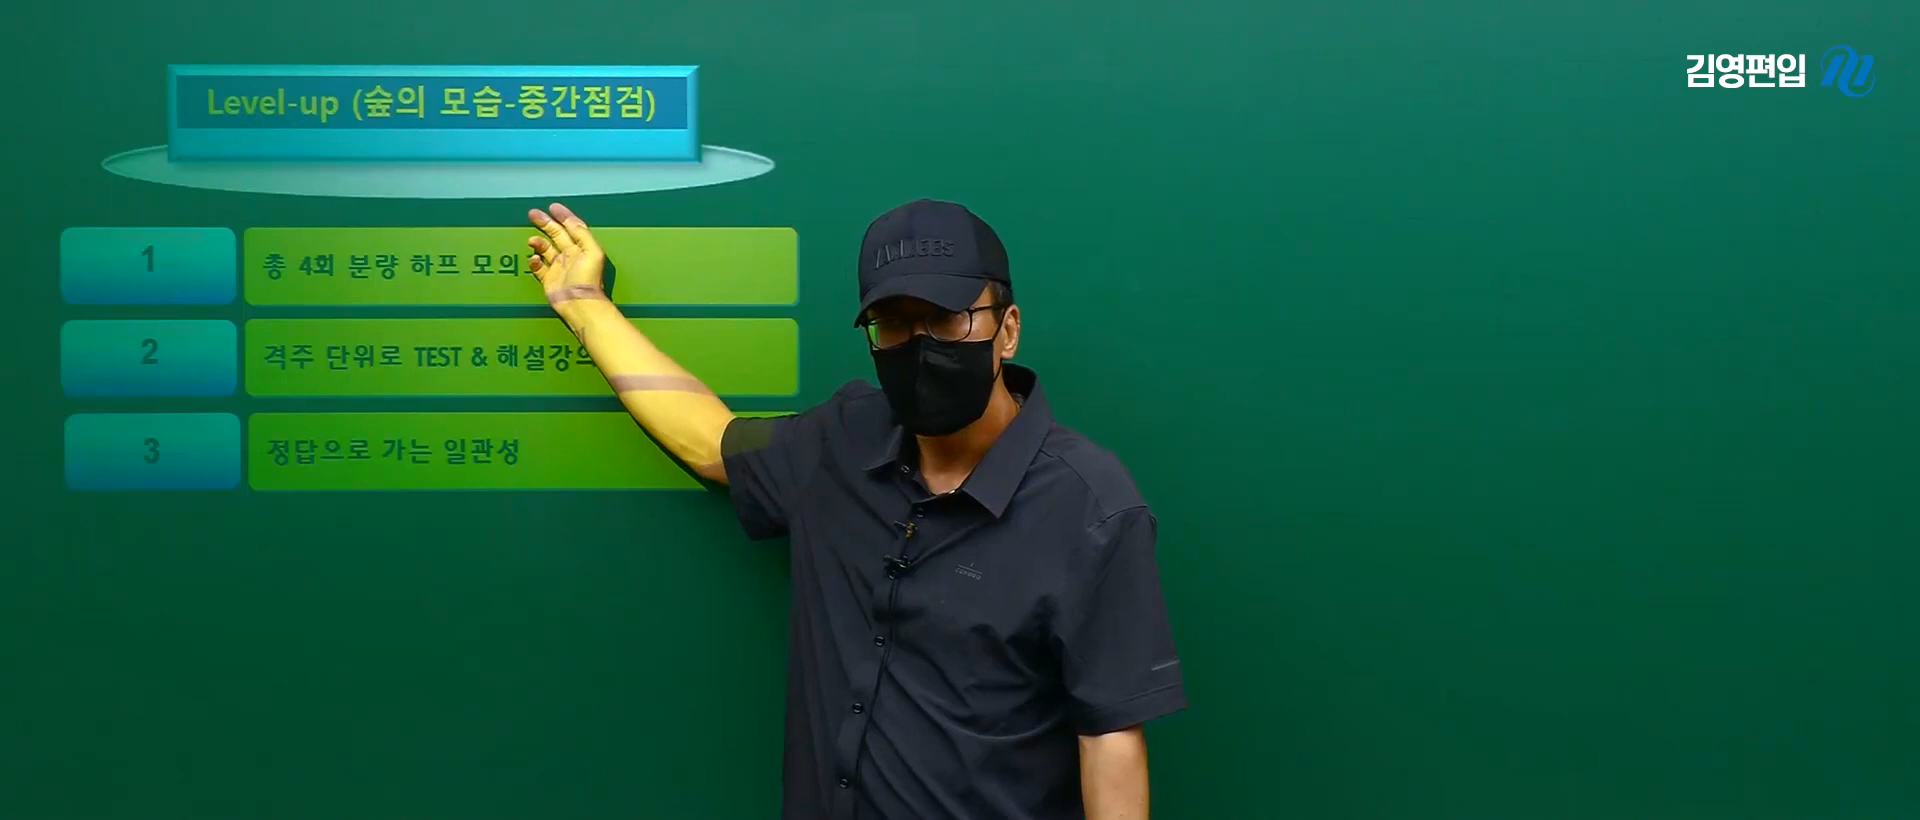 김영편입
Level-up (숲의 모습-중간점검)
1
총 4회 분량 하프
2
격주 단위로 TEST & 해설강의
3
정답으로 가는 일관성